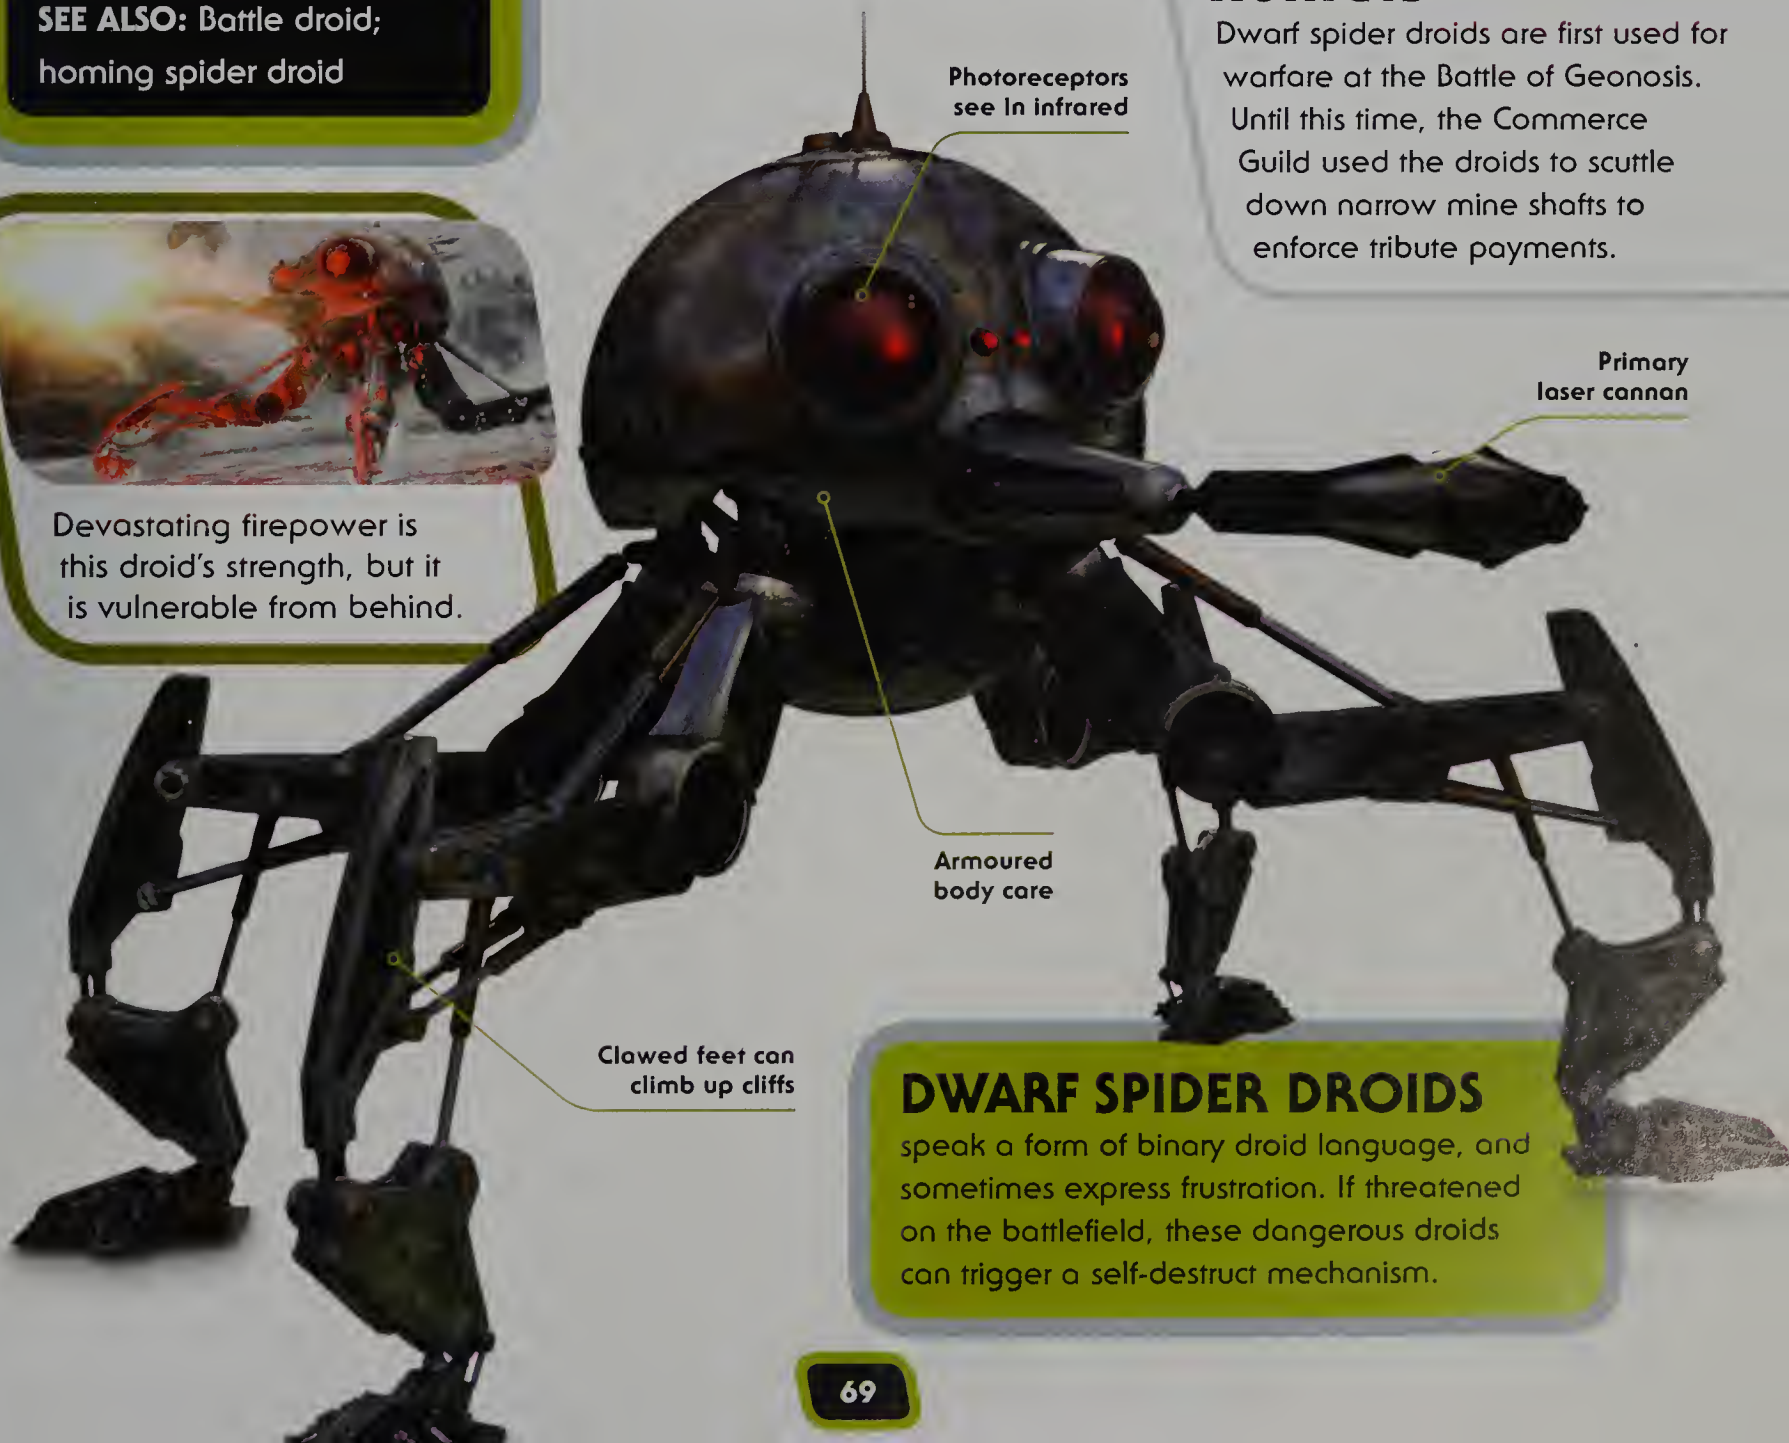 SEE ALSO: Battle droid;
homing spider droid
Dwarf spider droids are first used for
warfare at the Battle of Geonosis.
Until this time, the Commerce
Guild used the droids to scuttle
down narrow mine shafts to
enforce tribute payments.
Photoreceptors
see In infrared
Primary
laser cannan
Devastating firepower is
this droid's strength, but it
is vulnerable from behind.
Armoured
body care
Clawed feet can
climb up cliffs
DWARF SPIDER DROIDS
speak a form of binary droid language, and
sometimes express frustration. If threatened
on the battlefield, these dangerous droids
can trigger a self-destruct mechanism.
69